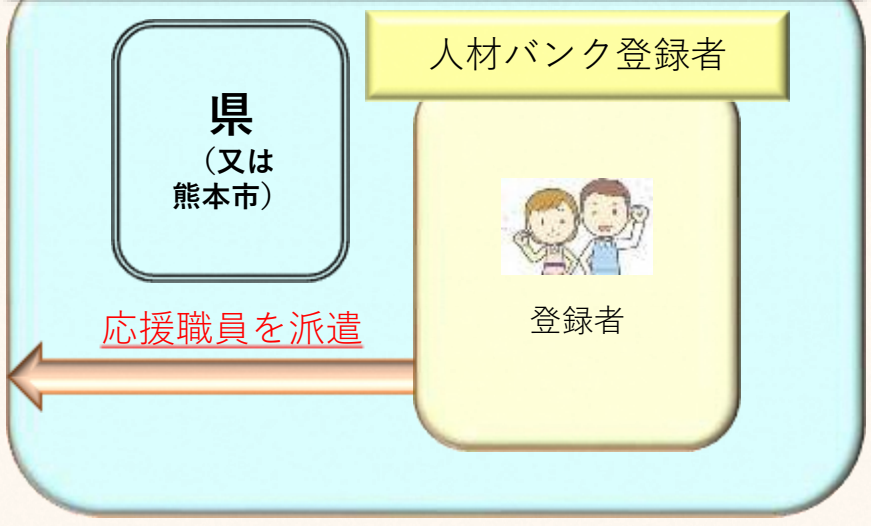 人材バンク登録者
県
（又は
熊本市）
登録者
応援職員を派遣